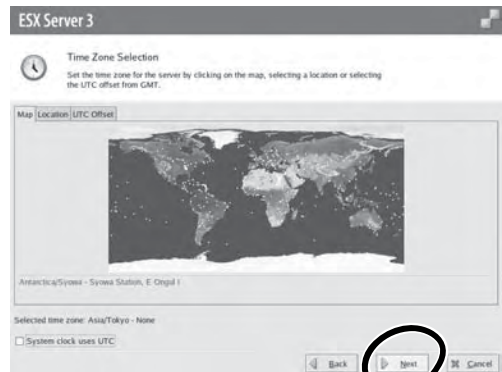 ESX Server 3
Time Zone Selection
Set the time zone for the server by clicking on the map, selecting a location or selecting
the UTC offset from GMT.
Map Location UTC Offset
Antarctica/Syowa - Syowa Station, E Ongul I
Selected time zone: Asia/Tokyo - None
System clock uses UTC
Back Next Cancel